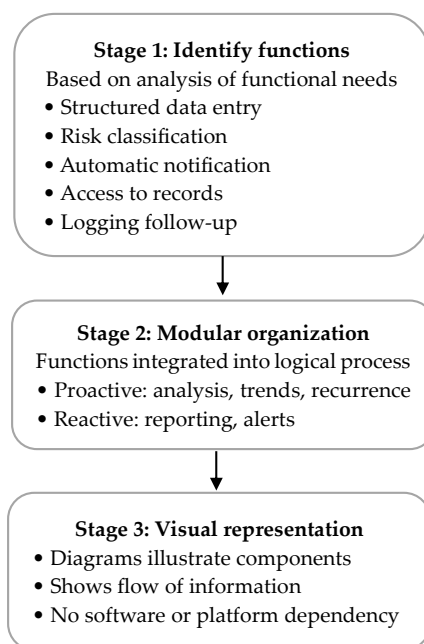 Stage 1: Identify functions
Based on analysis of functional needs
• Structured data entry
• Risk classification
• Automatic notification
• Access to records
• Logging follow-up
Stage 2: Modular organization
Functions integrated into logical process
• Proactive: analysis, trends, recurrence
• Reactive: reporting, alerts
Stage 3: Visual representation
• Diagrams illustrate components
• Shows flow of information
• No software or platform dependency